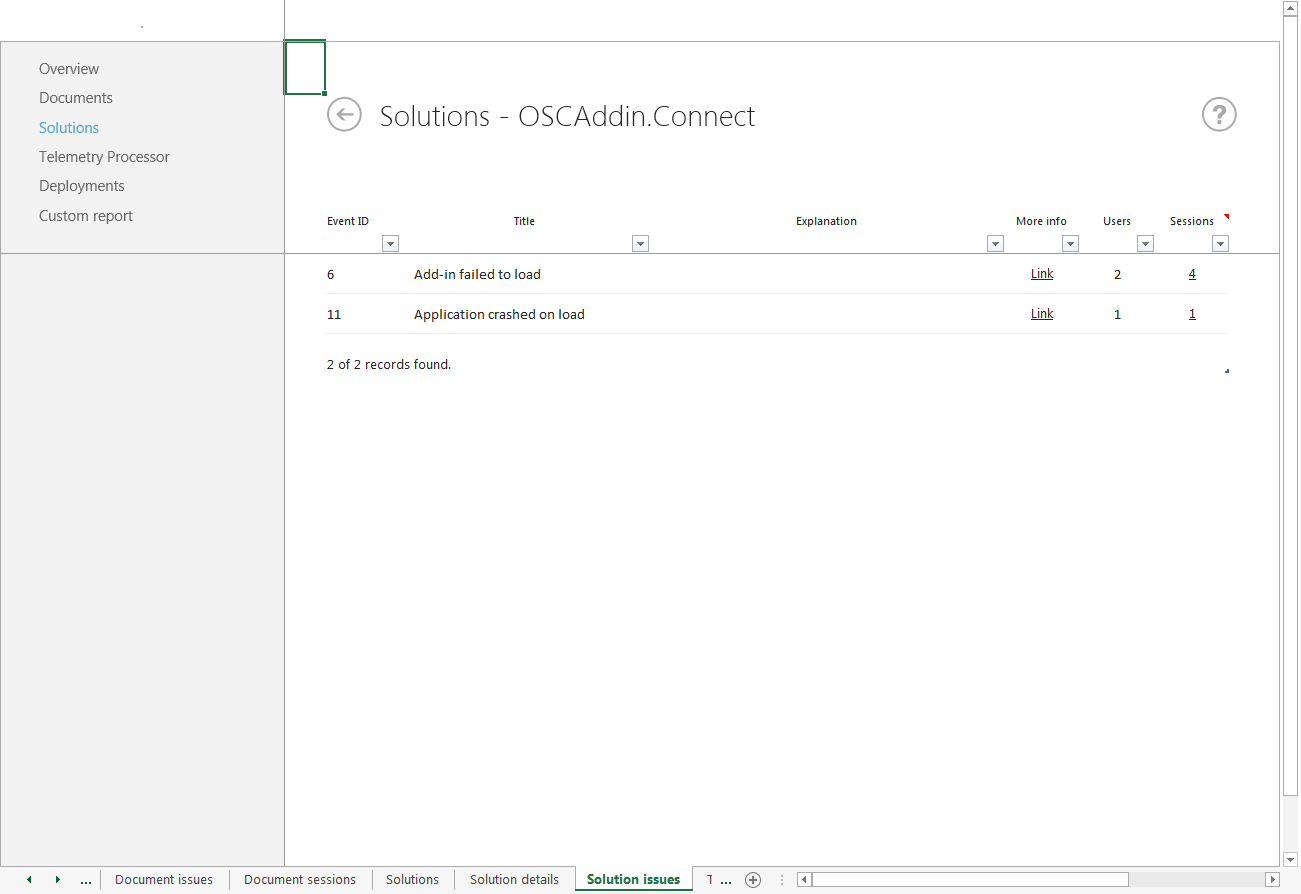 Overview
Documents
Solutions
Telemetry Processor
Deployments
Custom report
Solutions - OSCAddin.Connect
?
Event ID Title Explanation More info Users Sessions
6 Add-in failed to load Link 2 4
11 Application crashed on load Link 1 1
2 of 2 records found.
... Document issues Document sessions Solutions Solution details Solution issues T ...